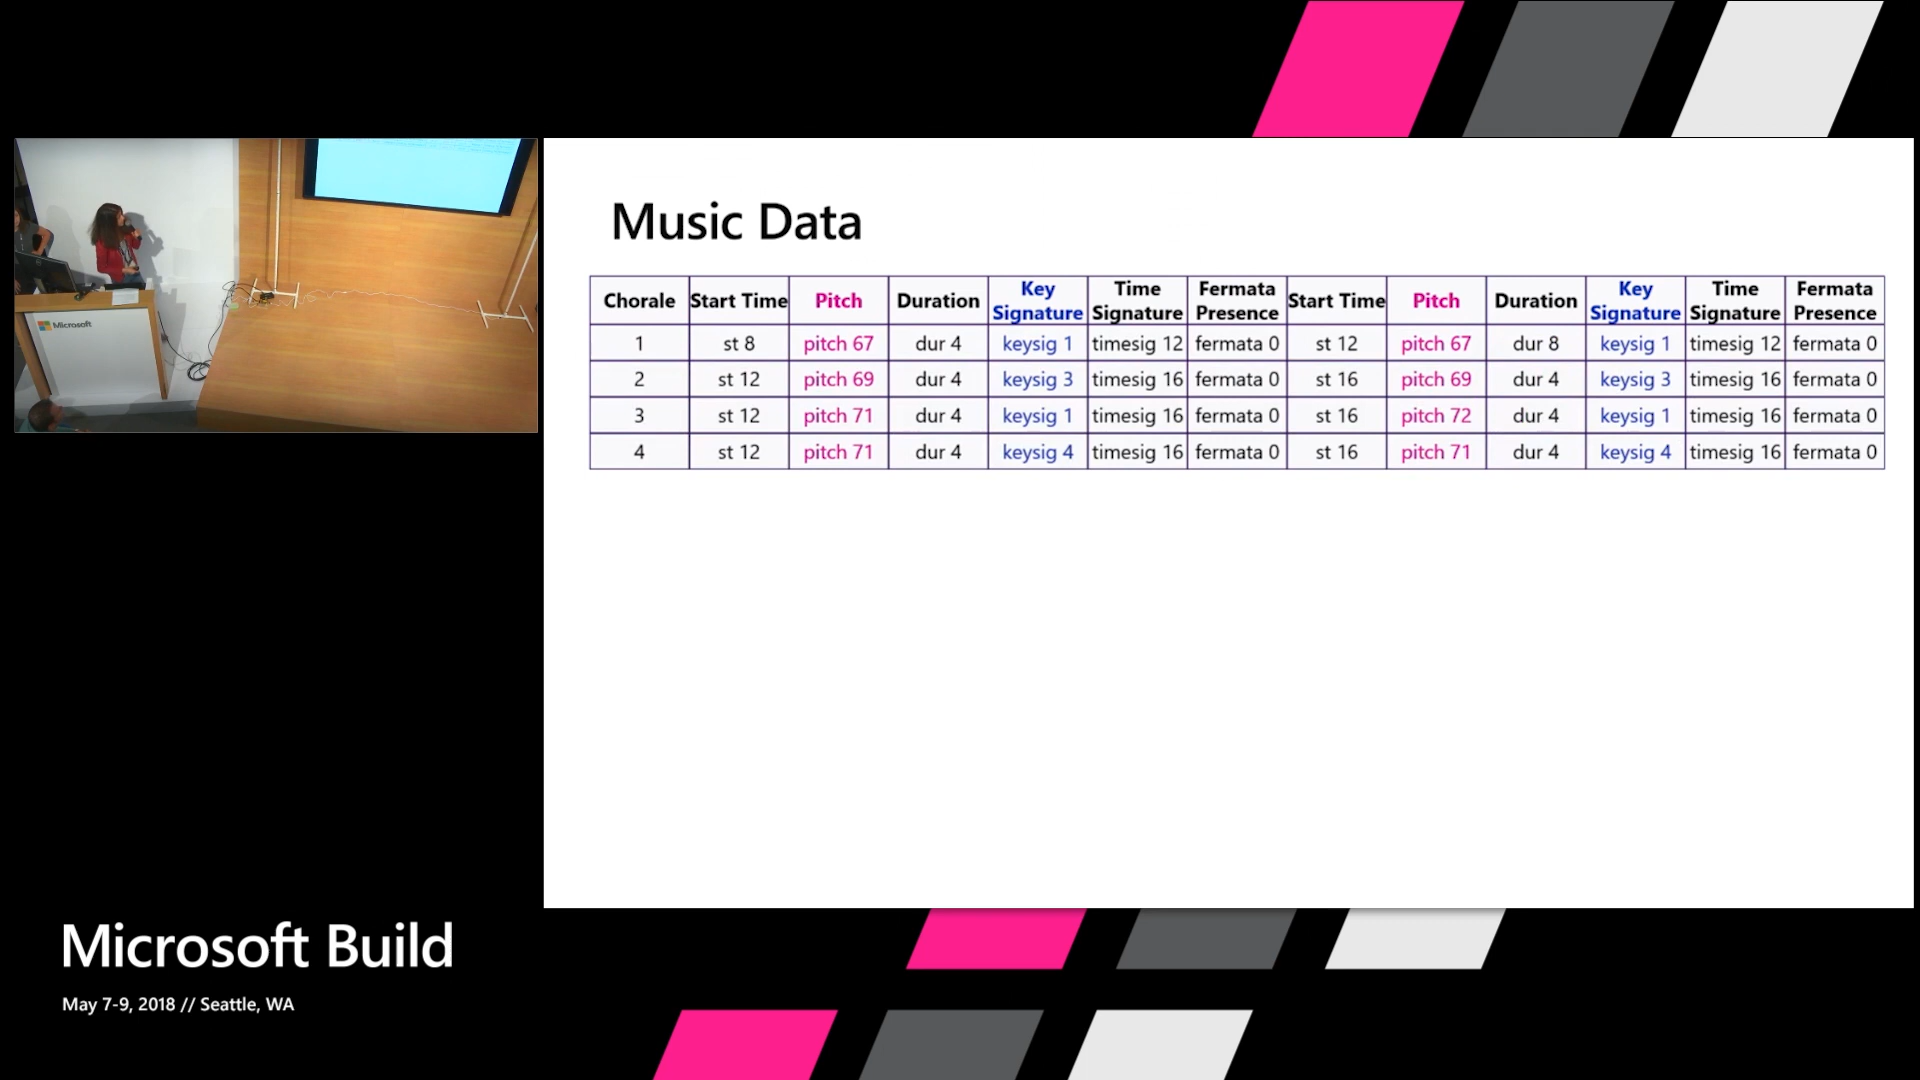 Microsoft
Music Data
Chorale Start Time Pitch Duration Key Signature Time Signature Fermata Presence Start Time Pitch Duration Key Signature Time Signature Fermata Presence
1 st 8 pitch 67 dur 4 keysig 1 timesig 12 fermata 0 st 12 pitch 67 dur 8 keysig 1 timesig 12 fermata 0
2 st 12 pitch 69 dur 4 keysig 3 timesig 16 fermata 0 st 16 pitch 69 dur 4 keysig 3 timesig 16 fermata 0
3 st 12 pitch 71 dur 4 keysig 1 timesig 16 fermata 0 st 16 pitch 72 dur 4 keysig 1 timesig 16 fermata 0
4 st 12 pitch 71 dur 4 keysig 4 timesig 16 fermata 0 st 16 pitch 71 dur 4 keysig 4 timesig 16 fermata 0
Microsoft Build
May 7-9, 2018 // Seattle, WA